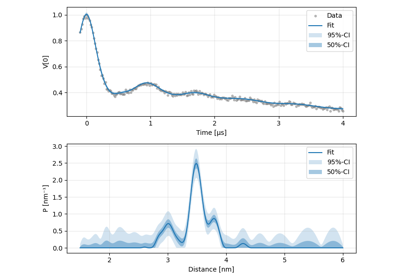 1.0
0.8
0.6
0.4
V[0]
Data
Fit
95%-CI
50%-CI
0
1
2
3
4
Time [μs]
3.0
2.5
2.0
1.5
1.0
0.5
0.0
P [nm⁻¹]
Fit
95%-CI
50%-CI
2
3
4
5
6
Distance [nm]